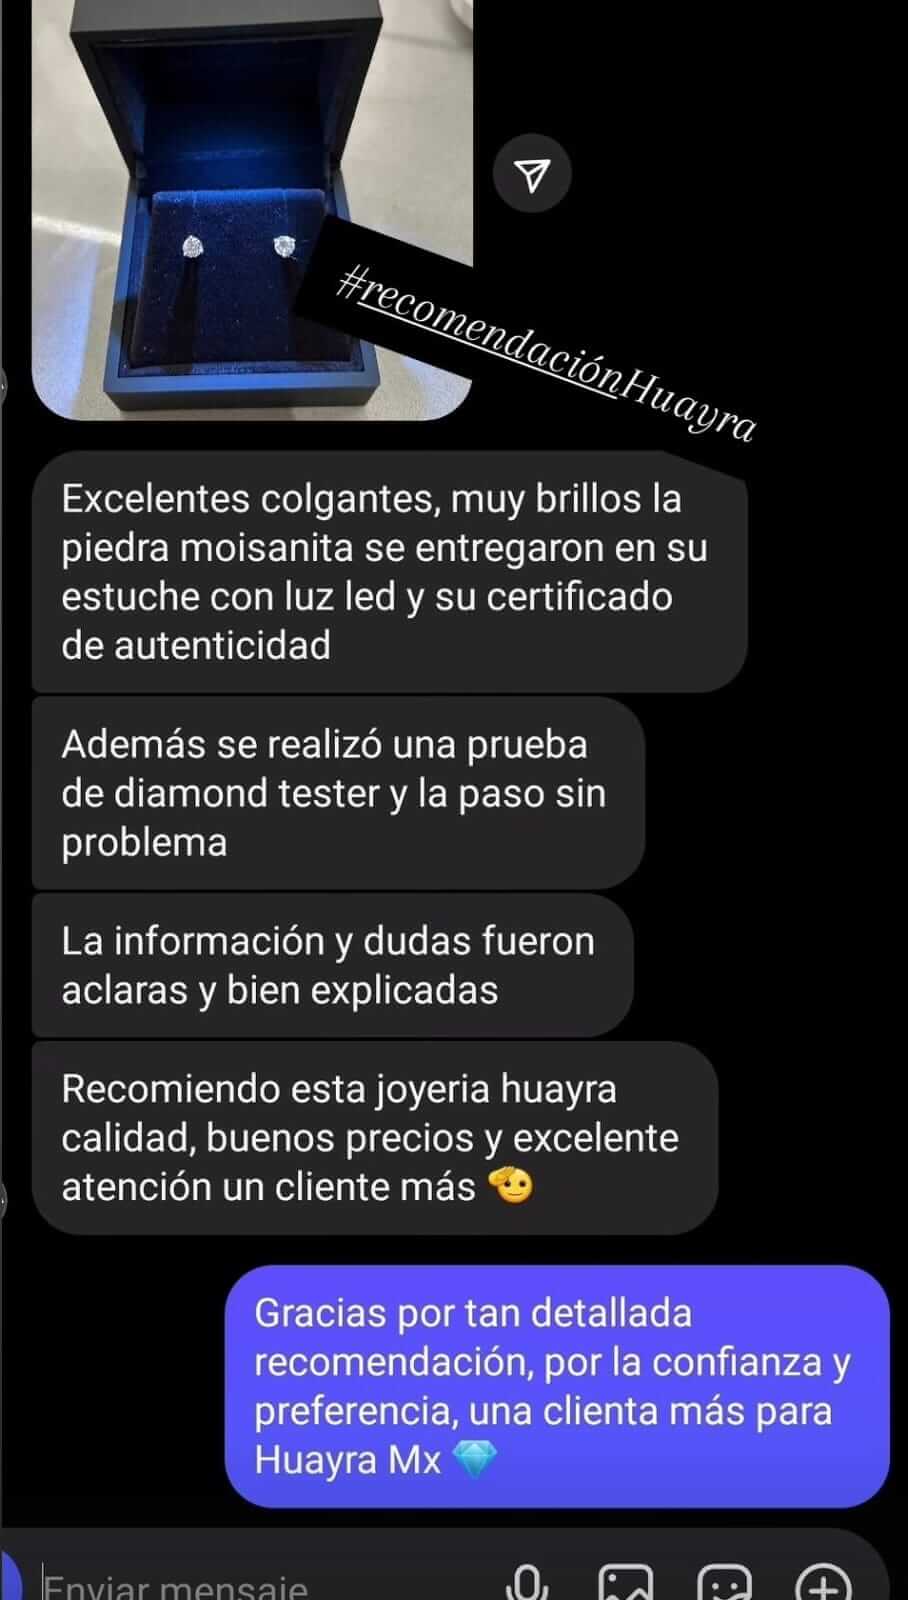 #recomendaciónHuayra
Excelentes colgantes, muy brillos la
piedra moisanita se entregaron en su
estuche con luz led y su certificado
de autenticidad
Además se realizó una prueba
de diamond tester y la paso sin
problema
La información y dudas fueron
aclaras y bien explicadas
Recomiendo esta joyeria huayra
calidad, buenos precios y excelente
atención un cliente más 🫡
Gracias por tan detallada
recomendación, por la confianza y
preferencia, una clienta más para
Huayra Mx 💎
Enviar mensaje